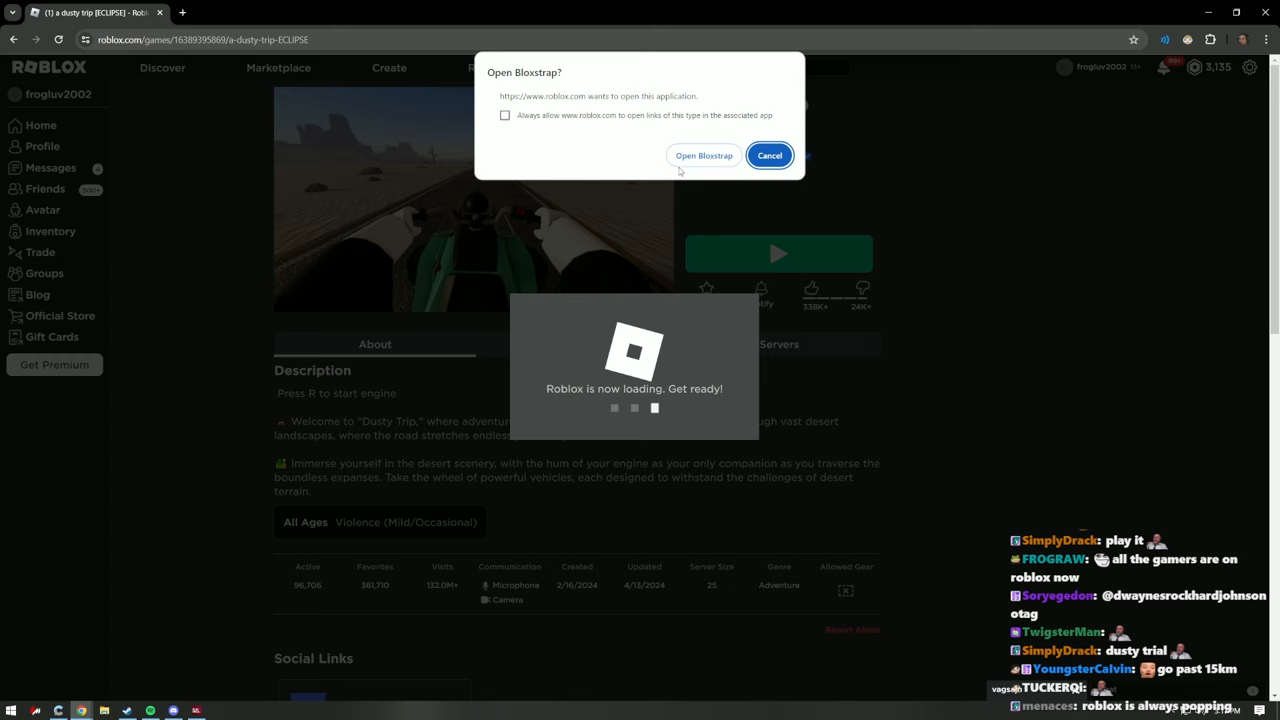 (1) a dusty trip [ECLIPSE] - Rol
roblox.com/games/16389395869/a-dusty-trip-ECLIPSE
ROBLOX
Discover
Marketplace
Create
frogluv2002 13+
99+
3,135
Open Bloxstrap?
https://www.roblox.com wants to open this application.
Always allow www.roblox.com to open links of this type in the associated app
Open Bloxstrap
Cancel
frogluv2002
Home
Profile
Messages
Friends
500+
Avatar
Inventory
Trade
Groups
Blog
Official Store
Gift Cards
Get Premium
338K+
24K+
Roblox is now loading. Get ready!
About
Servers
Description
Press R to start engine
Welcome to "Dusty Trip," where adventu
ugh vast desert
landscapes, where the road stretches endles
Immerse yourself in the desert scenery, with the hum of your engine as your only companion as you traverse the
boundless expanses. Take the wheel of powerful vehicles, each designed to withstand the challenges of desert
terrain.
All Ages Violence (Mild/Occasional)
Active Favorites Visits Communication Created Updated Server Size Genre Allowed Gear
96,706 361,710 132.0M+ Microphone 2/16/2024 4/13/2024 25 Adventure
Camera
Report Abuse
Social Links
SimplyDrack: play it
FROGRAW: all the gamers are on
roblox now
Soryegedon: @dwaynesrockhardjohnson
otag
TwigsterMan:
SimplyDrack: dusty trial
YoungsterCalvin: go past 15km
TUCKERQ:
menaces: roblox is always popping